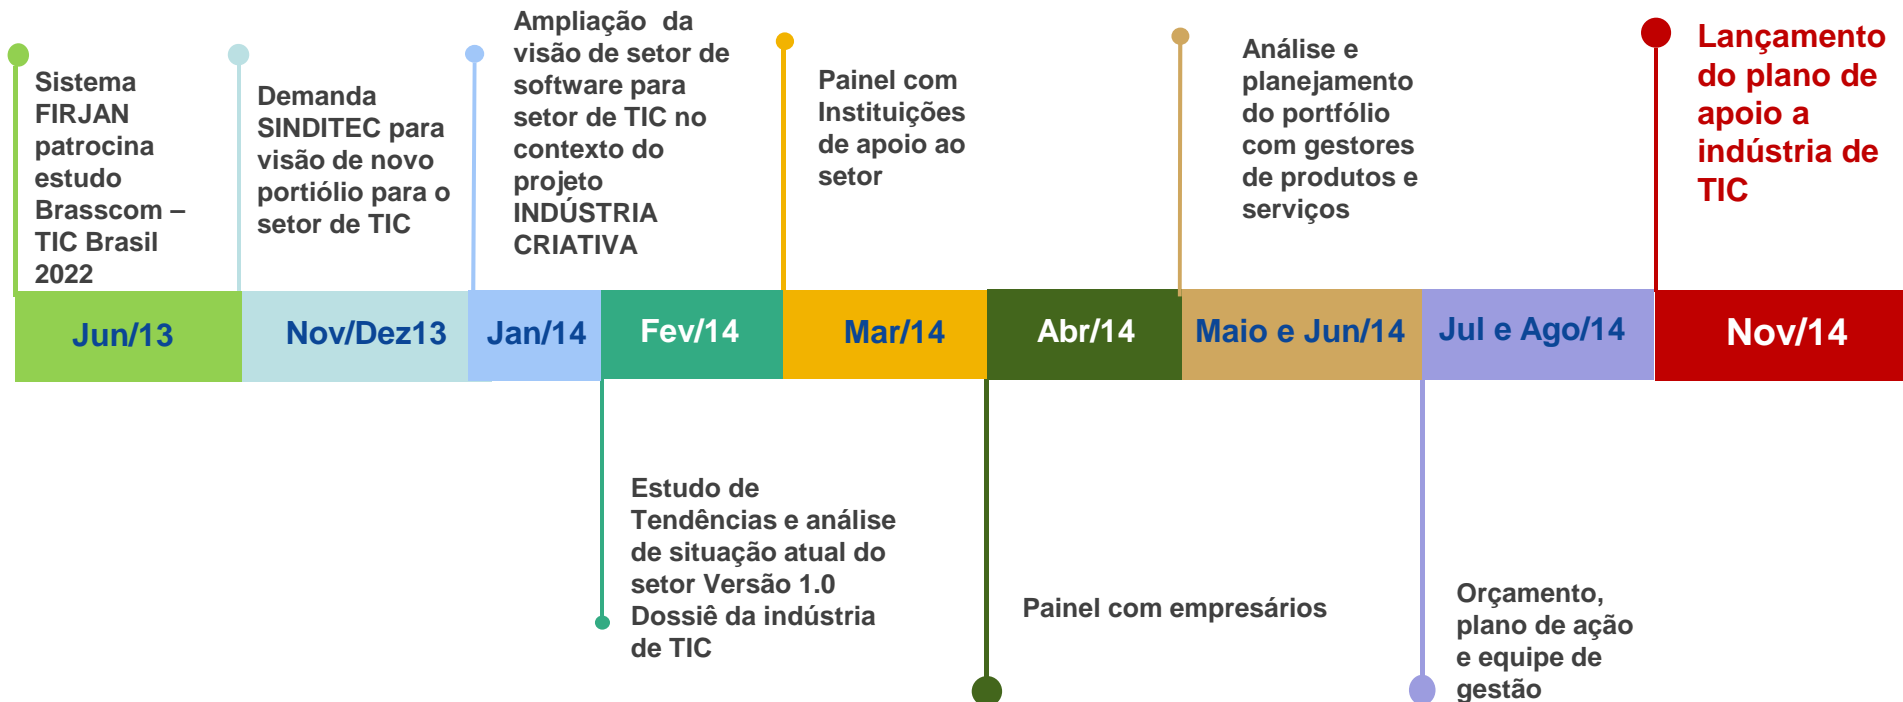 Sistema
FIRJAN
patrocina
estudo
Brasscom –
TIC Brasil
2022
Demanda
SINDITEC para
visão de novo
portiólio para o
setor de TIC
Ampliação da
visão de setor de
software para
setor de TIC no
contexto do
projeto
INDÚSTRIA
CRIATIVA
Painel com
Instituições
de apoio ao
setor
Análise e
planejamento
do portfólio
com gestores
de produtos e
serviços
Lançamento
do plano de
apoio a
indústria de
TIC
Jun/13
Nov/Dez13
Jan/14
Fev/14
Mar/14
Abr/14
Maio e Jun/14
Jul e Ago/14
Nov/14
Estudo de
Tendências e análise
de situação atual do
setor Versão 1.0
Dossiê da indústria
de TIC
Painel com empresários
Orçamento,
plano de ação
e equipe de
gestão